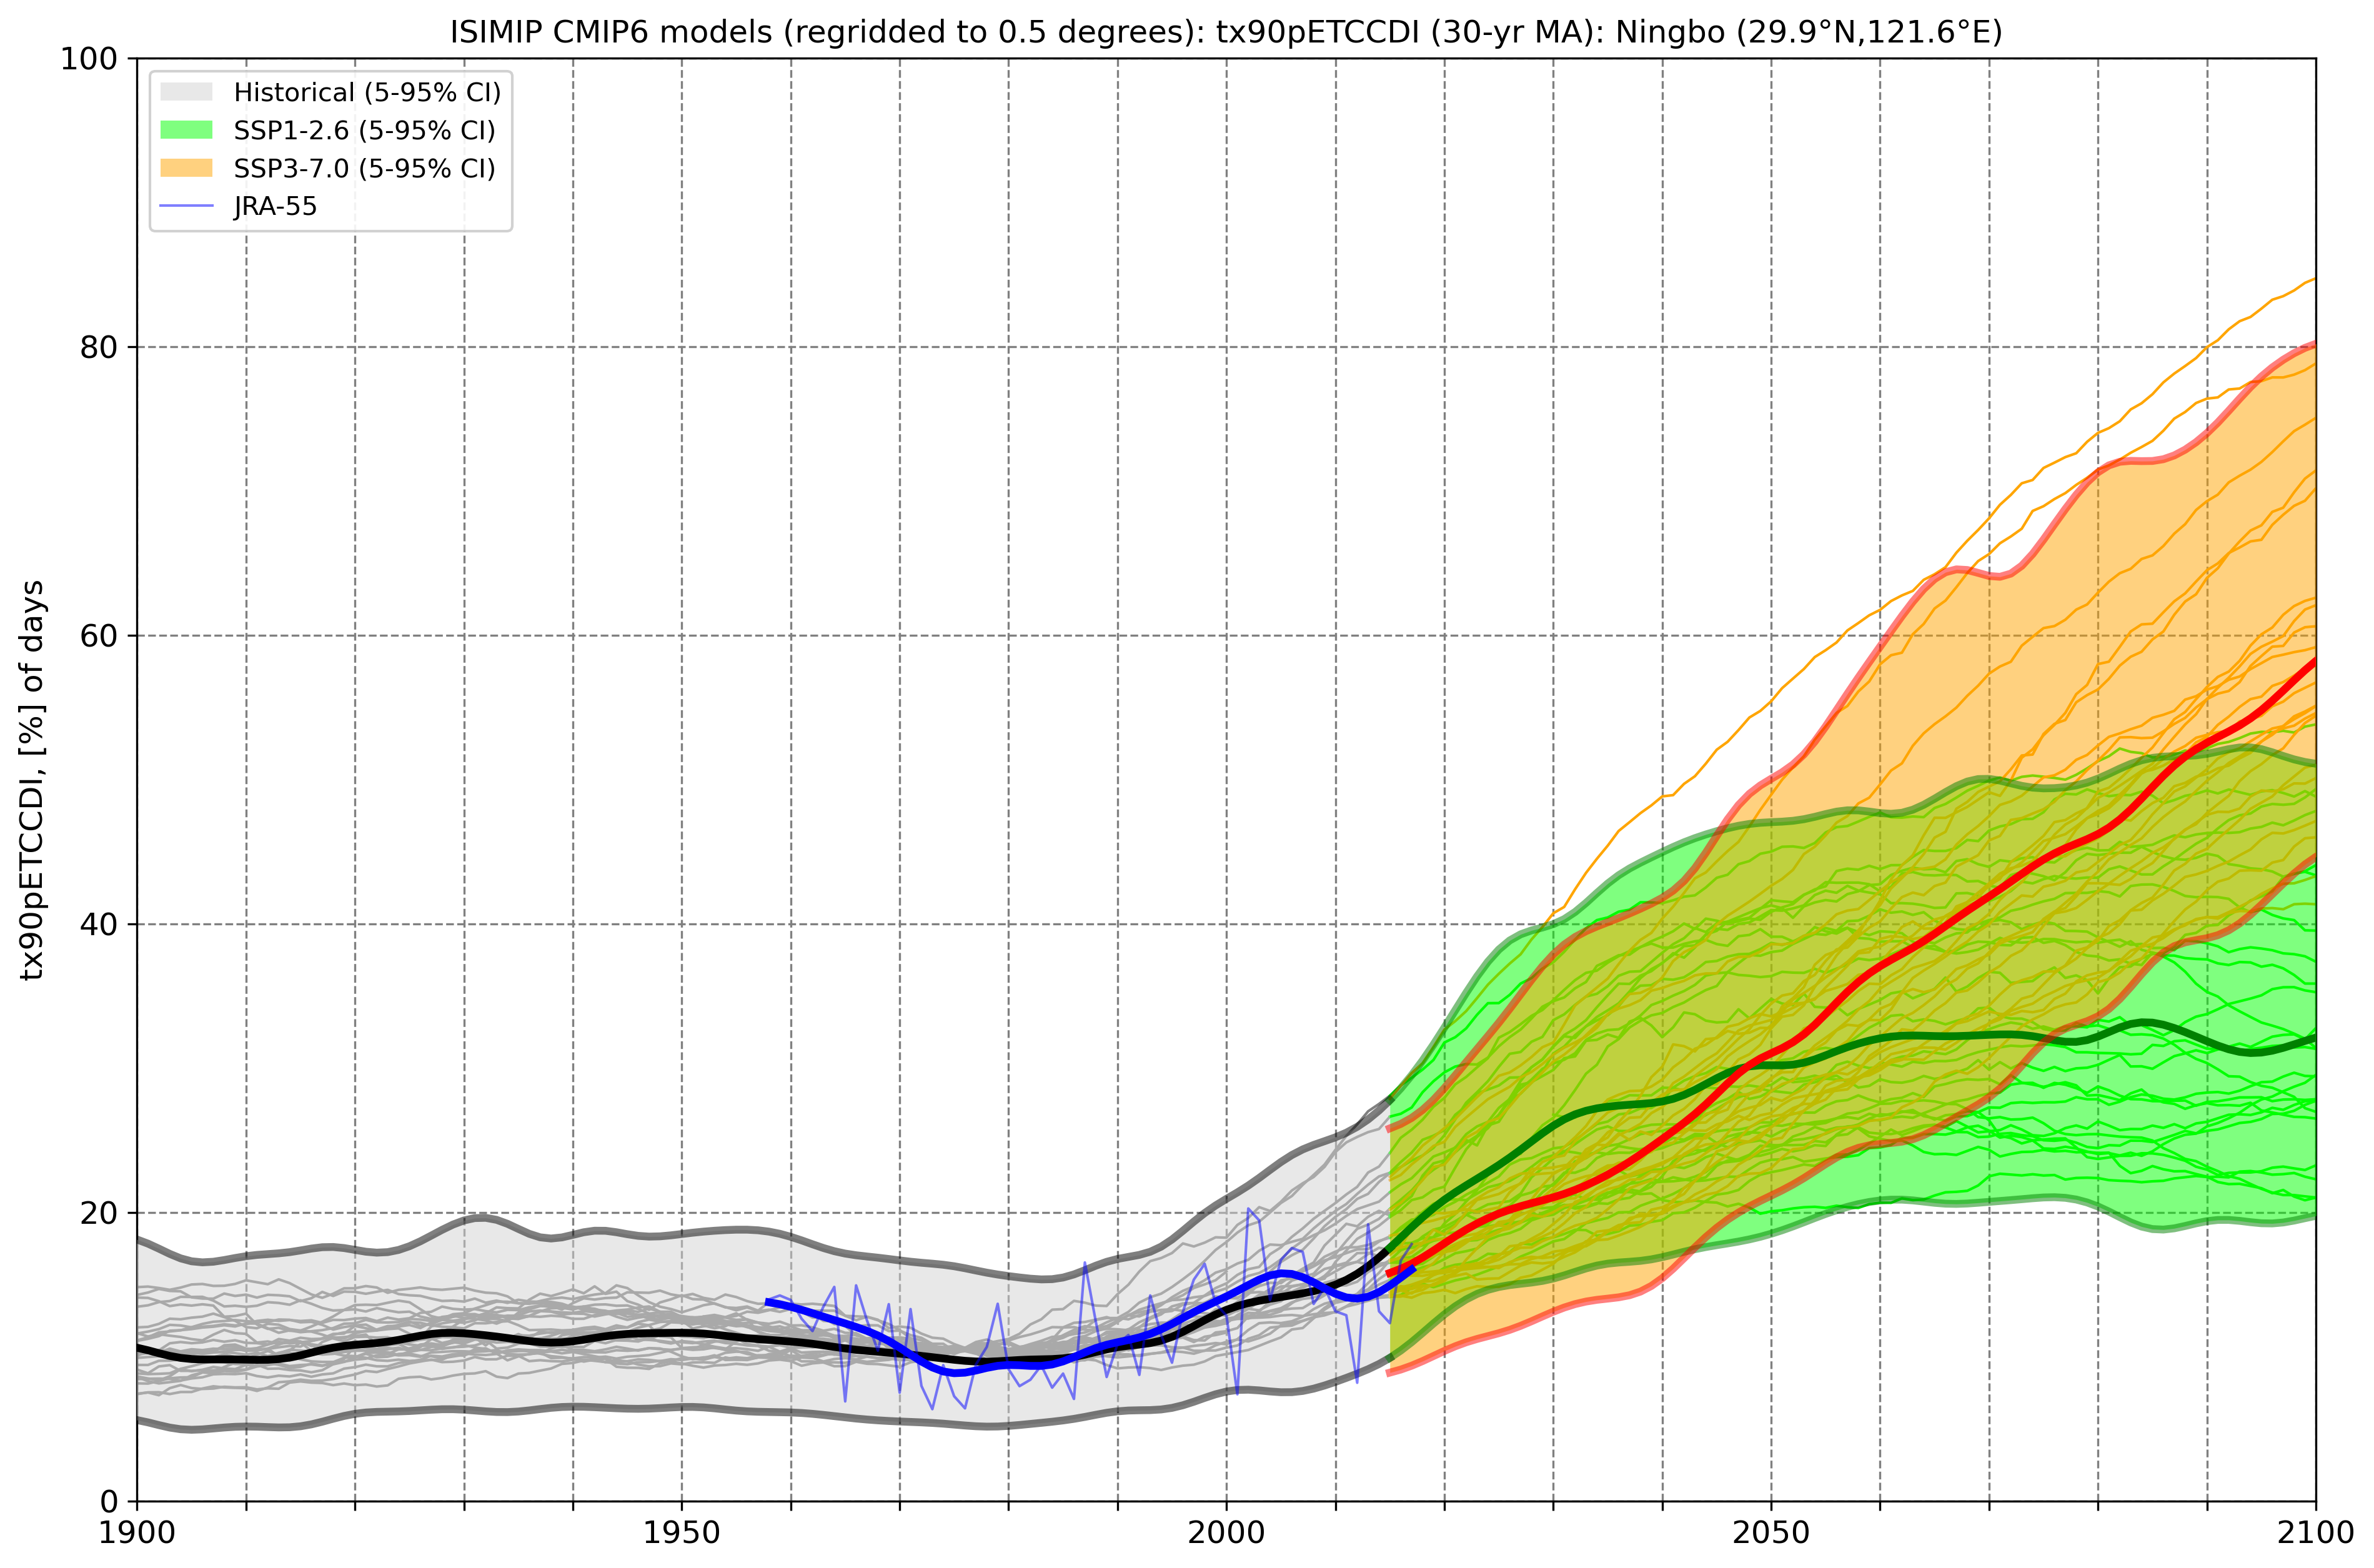 ISIMIP CMIP6 models (regridded to 0.5 degrees): tx90pETCCDI (30-yr MA): Ningbo (29.9°N,121.6°E)
100
80
60
40
20
0
tx90pETCCDI, [%] of days
Historical (5-95% CI)
SSP1-2.6 (5-95% CI)
SSP3-7.0 (5-95% CI)
JRA-55
1900
1950
2000
2050
2100